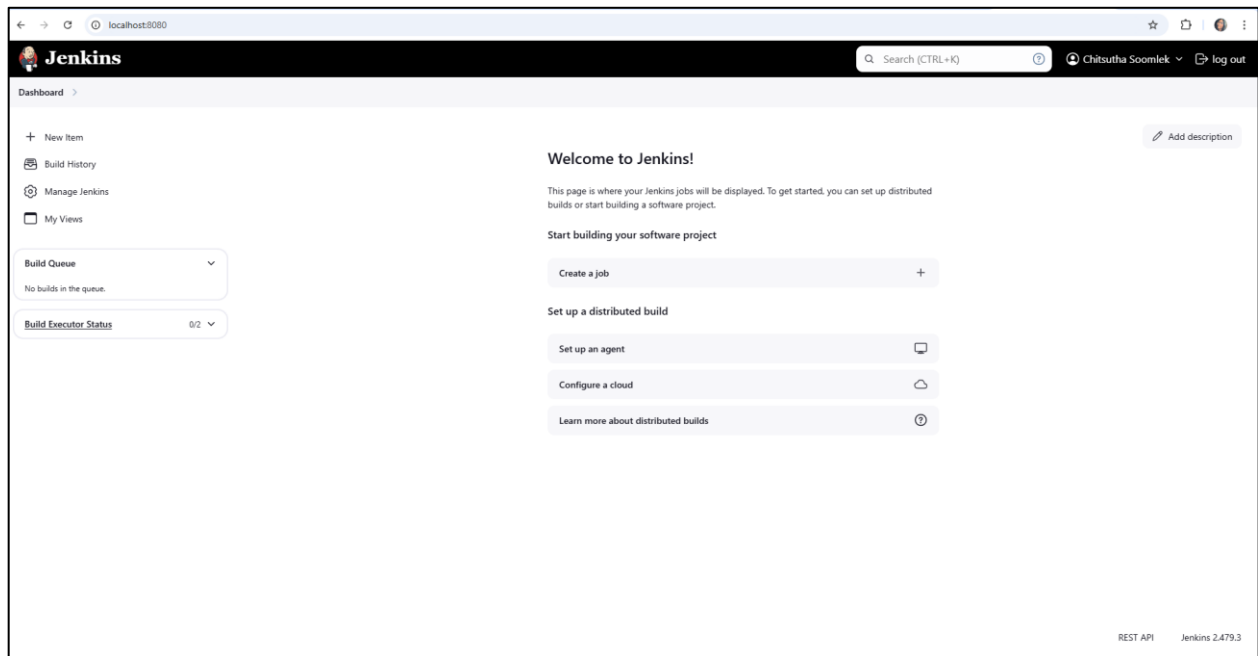 localhost:8080
Jenkins
Search (CTRL+K)
Chitsutha Soomlek
log out
Dashboard
New Item
Build History
Manage Jenkins
My Views
Build Queue
No builds in the queue.
Build Executor Status
0/2
Add description
Welcome to Jenkins!
This page is where your Jenkins jobs will be displayed. To get started, you can set up distributed
builds or start building a software project.
Start building your software project
Create a job
Set up a distributed build
Set up an agent
Configure a cloud
Learn more about distributed builds
REST API
Jenkins 2.479.3